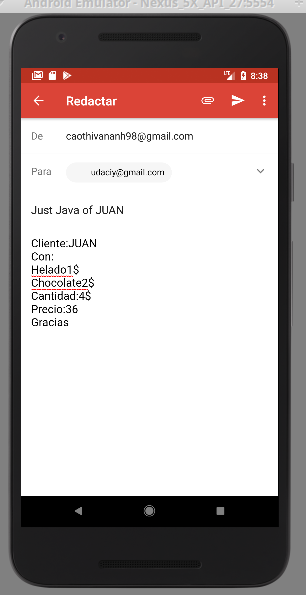 Android Emulator - Nexus_5X_API_27:5554
LTE 8:38
Redactar
De caothivananh98@gmail.com
Para udaciy@gmail.com
Just Java of JUAN
Cliente:JUAN
Con:
Helado1$
Chocolate2$
Cantidad:4$
Precio:36
Gracias